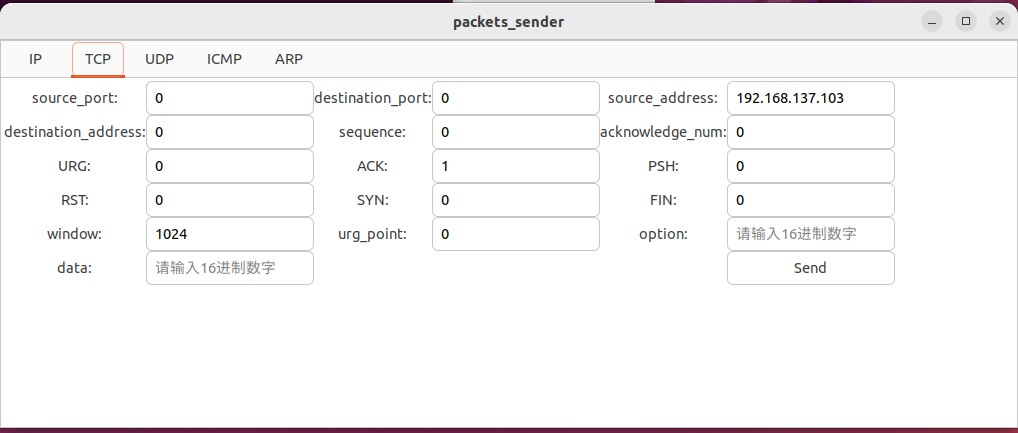 packets_sender
IP TCP UDP ICMP ARP
source_port: 0 destination_port: 0 source_address: 192.168.137.103
destination_address: 0 sequence: 0 acknowledge_num: 0
URG: 0 ACK: 1 PSH: 0
RST: 0 SYN: 0 FIN: 0
window: 1024 urg_point: 0 option: 请输入16进制数字
data: 请输入16进制数字 Send